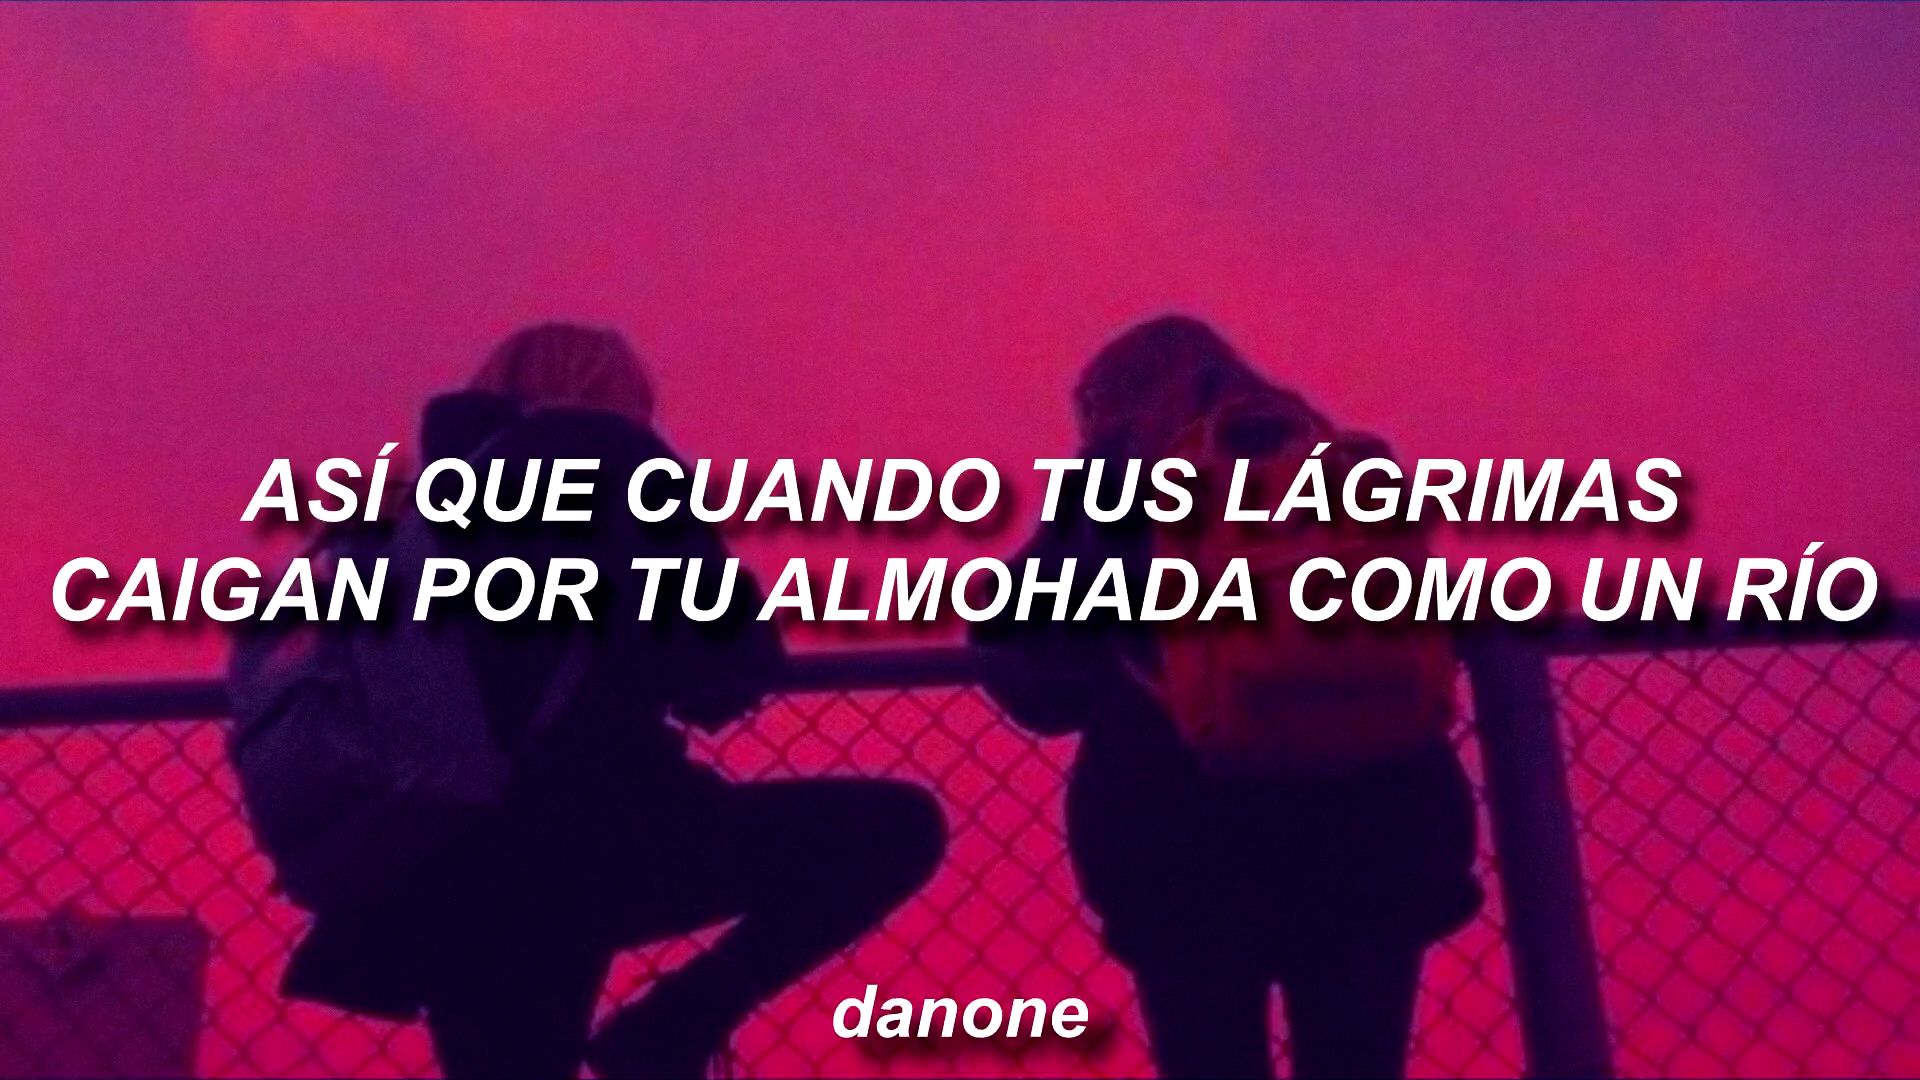 ASÍ QUE CUANDO TUS LÁGRIMAS
CAIGAN POR TU ALMOHADA COMO UN RÍO
danone